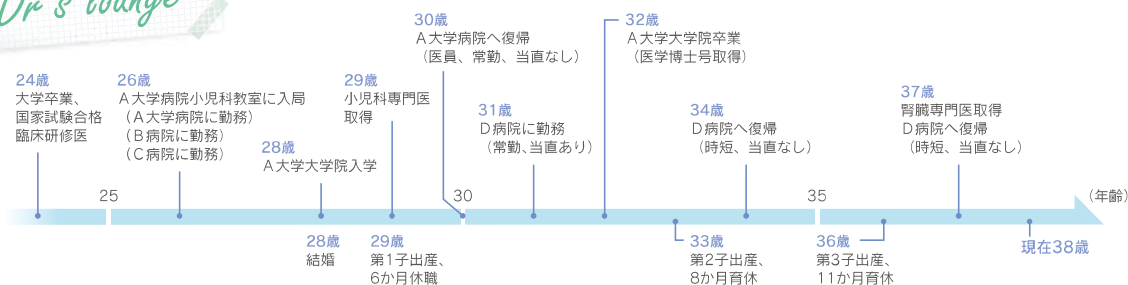 Dr's lounge
24歳
大学卒業、
国家試験合格
臨床研修医
26歳
A大学病院小児科教室に入局
（A大学病院に勤務）
（B病院に勤務）
（C病院に勤務）
28歳
A大学大学院入学
29歳
小児科専門医
取得
30歳
A大学病院へ復帰
（医員、常勤、当直なし）
31歳
D病院に勤務
（常勤、当直あり）
32歳
A大学大学院卒業
（医学博士号取得）
34歳
D病院へ復帰
（時短、当直なし）
37歳
腎臓専門医取得
D病院へ復帰
（時短、当直なし）
25
30
35
（年齢）
28歳
結婚
29歳
第1子出産、
6か月休職
33歳
第2子出産、
8か月育休
36歳
第3子出産、
11か月育休
現在38歳